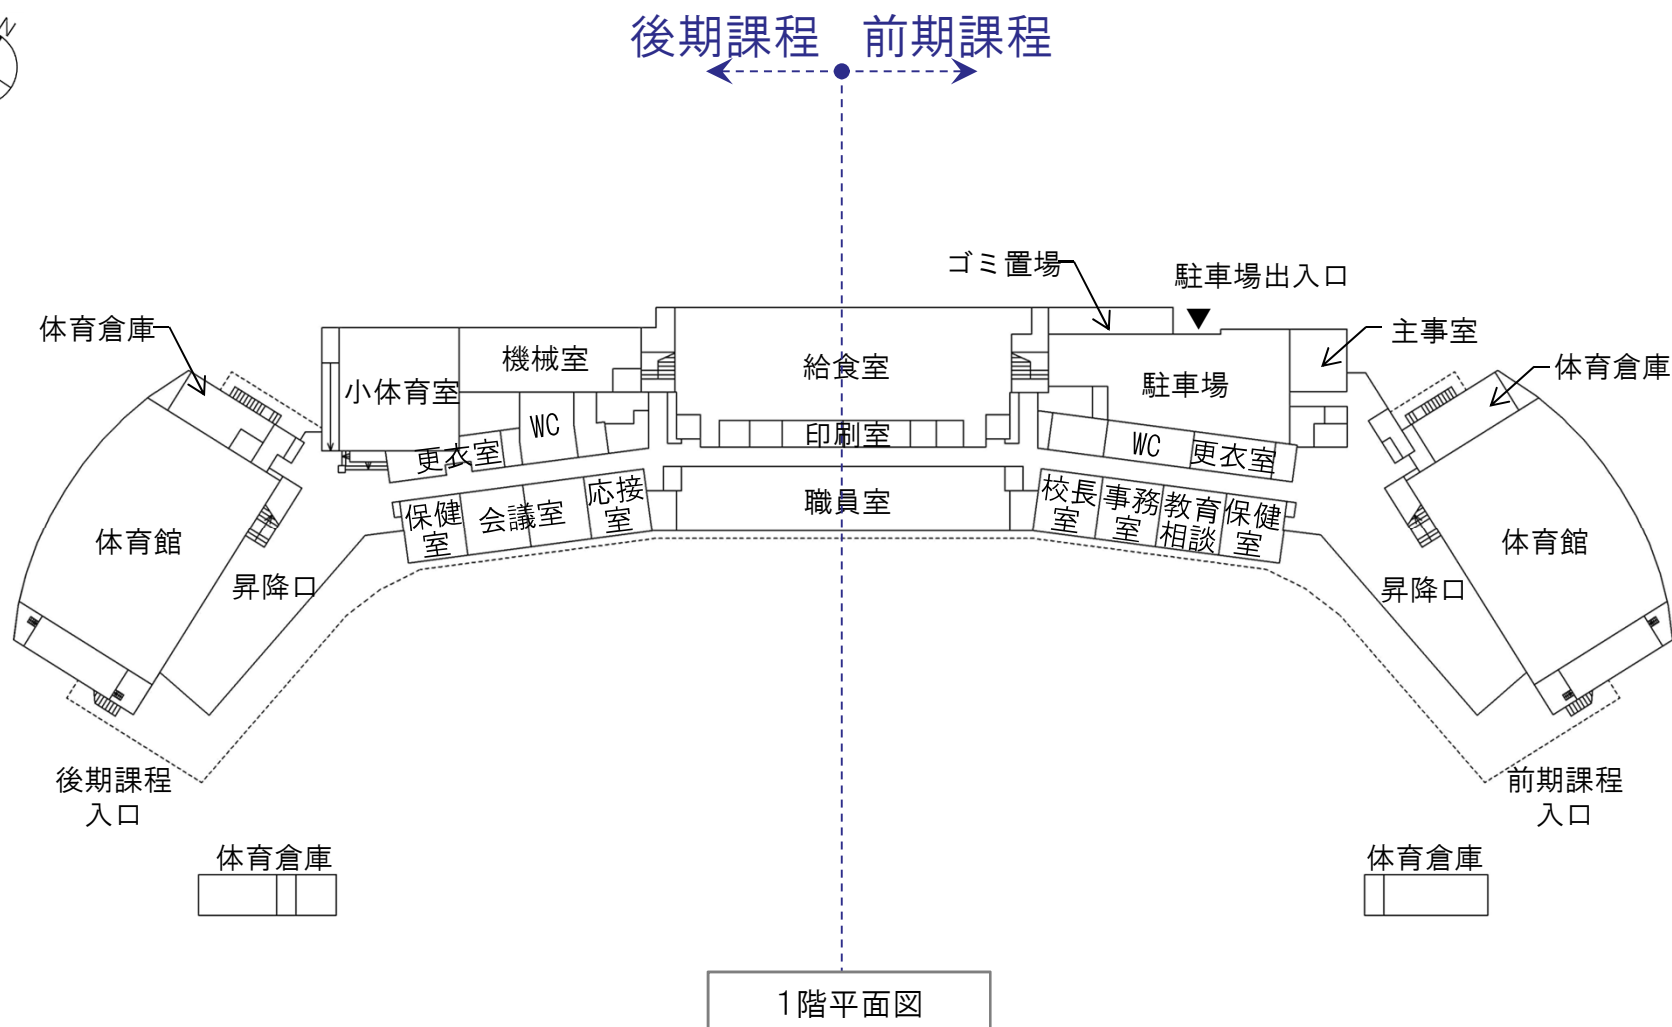 N
後期課程 前期課程
ゴミ置場
駐車場出入口
体育倉庫
主事室
機械室
給食室
体育倉庫
小体育室
駐車場
WC
印刷室
WC
更衣室
更衣室
保健
室
会議室
応接
室
職員室
校長
室
事務
室
教育
相談
保健
室
体育館
体育館
昇降口
昇降口
後期課程
入口
前期課程
入口
体育倉庫
体育倉庫
1階平面図